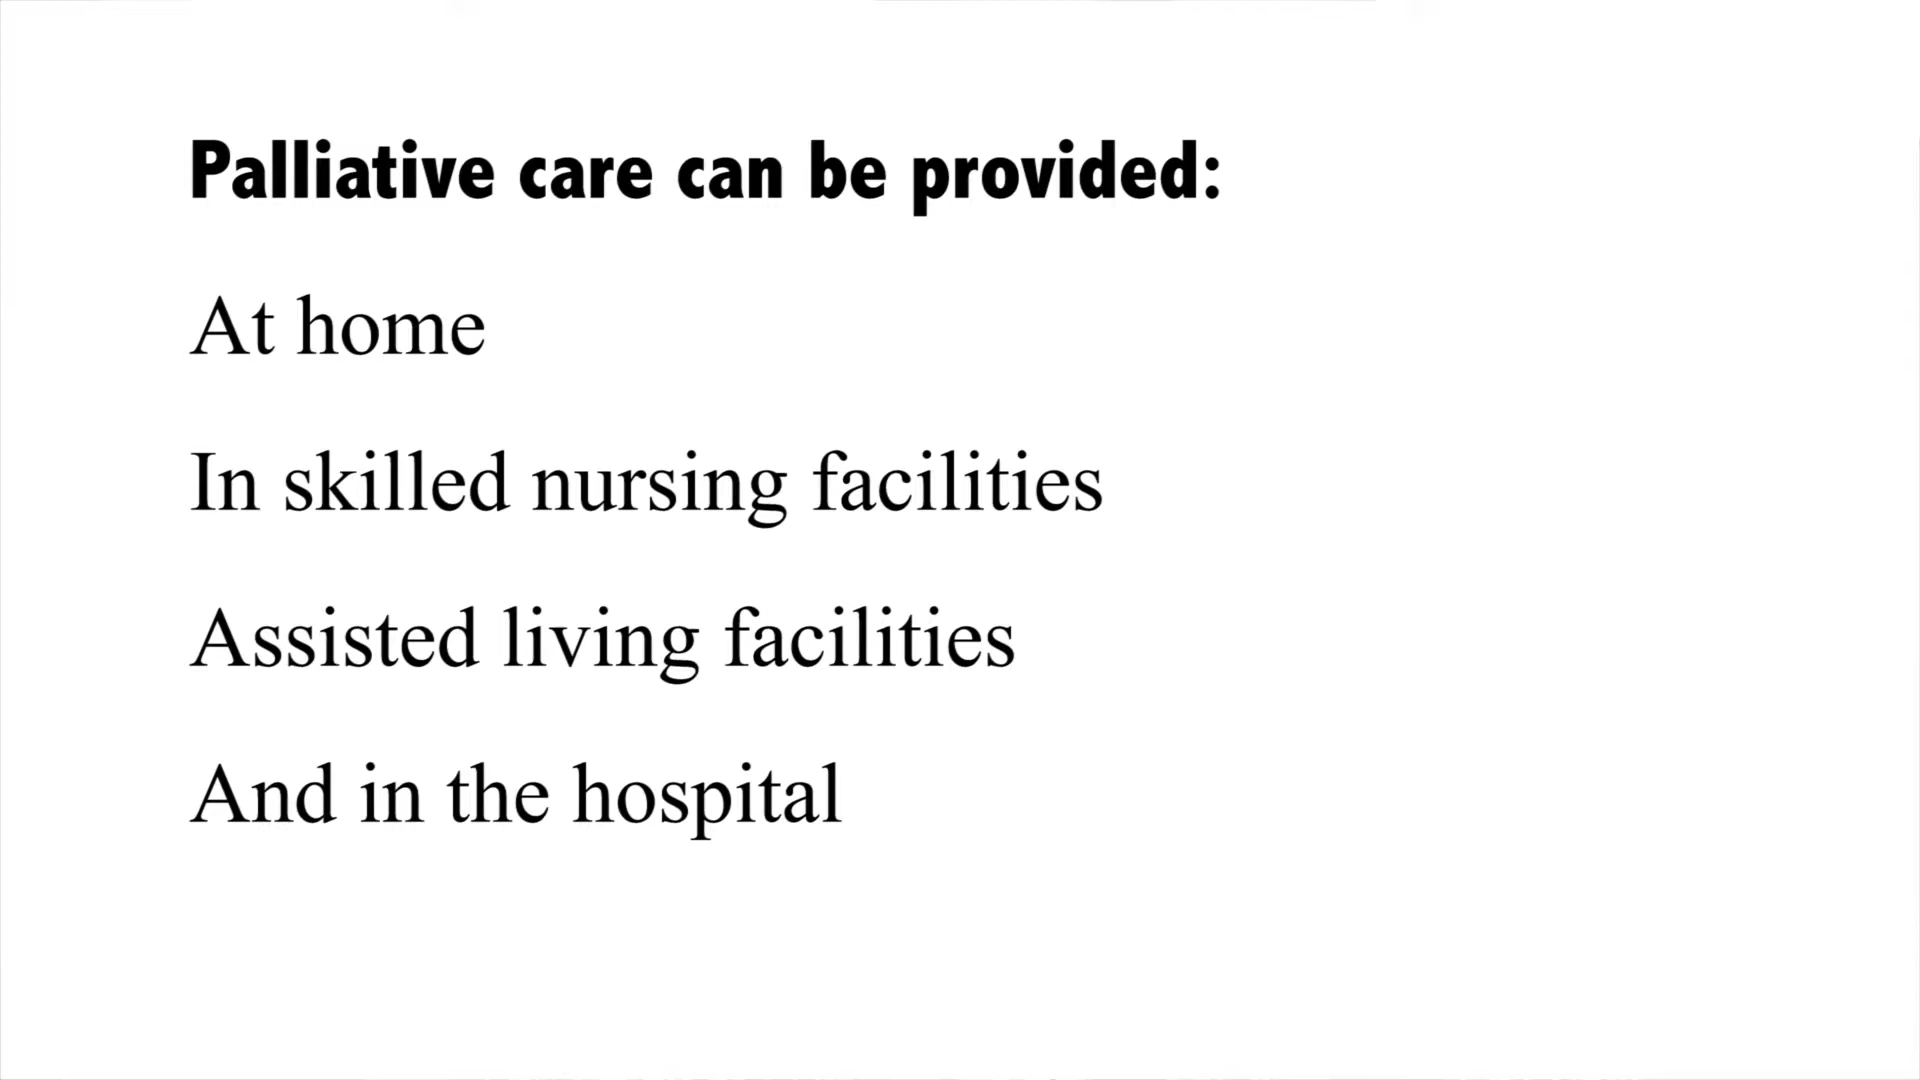 Palliative care can be provided:
At home
In skilled nursing facilities
Assisted living facilities
And in the hospital